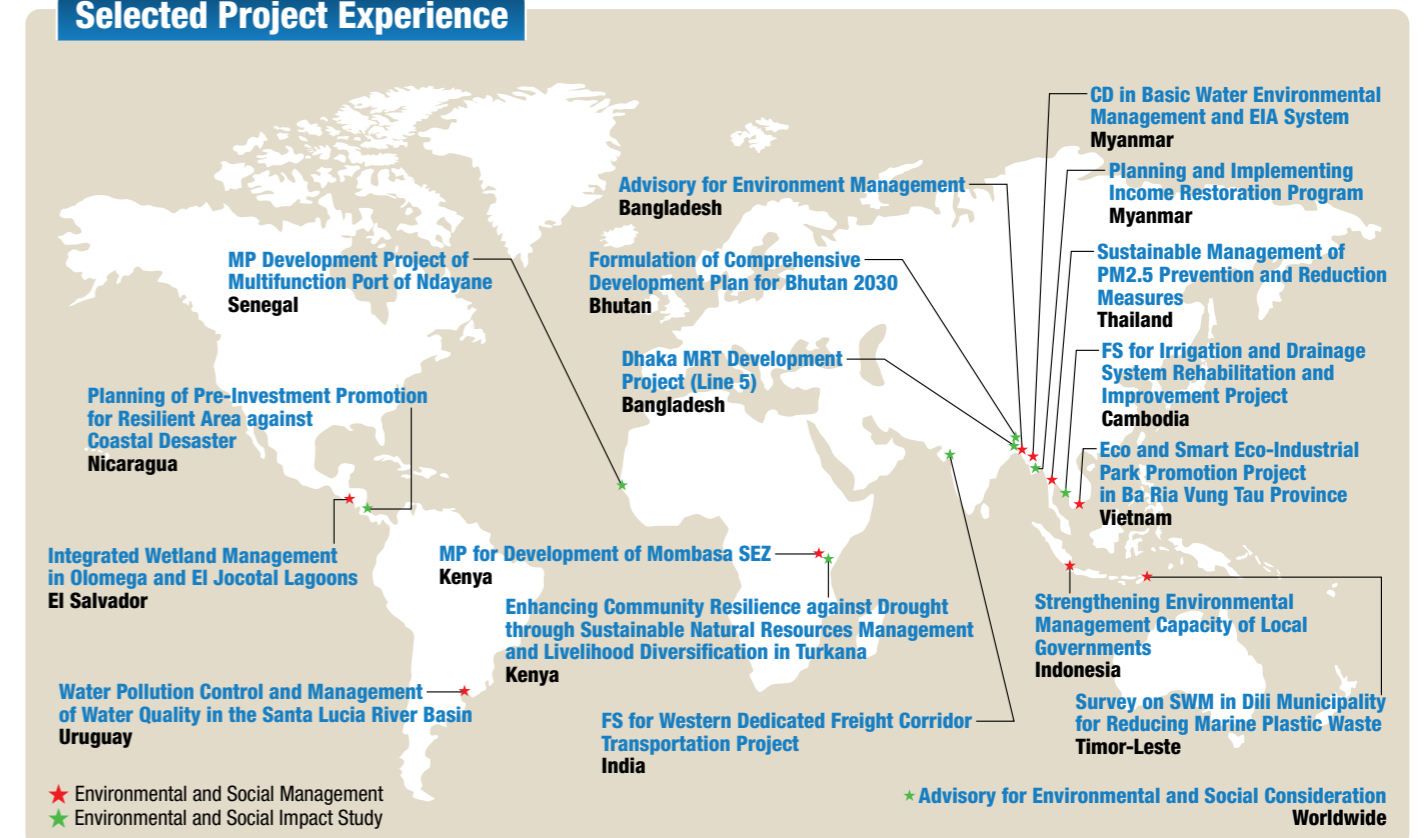 Selected Project Experience
CD in Basic Water Environmental
Management and EIA System
Myanmar
Planning and Implementing
Income Restoration Program
Myanmar
Advisory for Environment Management
Bangladesh
Sustainable Management of
PM2.5 Prevention and Reduction
Measures
Thailand
MP Development Project of
Multifunction Port of Ndayane
Senegal
Formulation of Comprehensive
Development Plan for Bhutan 2030
Bhutan
FS for Irrigation and Drainage
System Rehabilitation and
Improvement Project
Cambodia
Dhaka MRT Development
Project (Line 5)
Bangladesh
Planning of Pre-Investment Promotion
for Resilient Area against
Coastal Desaster
Nicaragua
Eco and Smart Eco-Industrial
Park Promotion Project
in Ba Ria Vung Tau Province
Vietnam
Integrated Wetland Management
in Olomega and El Jocotal Lagoons
El Salvador
MP for Development of Mombasa SEZ
Kenya
Enhancing Community Resilience against Drought
through Sustainable Natural Resources Management
and Livelihood Diversification in Turkana
Kenya
Strengthening Environmental
Management Capacity of Local
Governments
Indonesia
Water Pollution Control and Management
of Water Quality in the Santa Lucia River Basin
Uruguay
FS for Western Dedicated Freight Corridor
Transportation Project
India
Survey on SWM in Dili Municipality
for Reducing Marine Plastic Waste
Timor-Leste
Environmental and Social Management
Environmental and Social Impact Study
Advisory for Environmental and Social Consideration
Worldwide